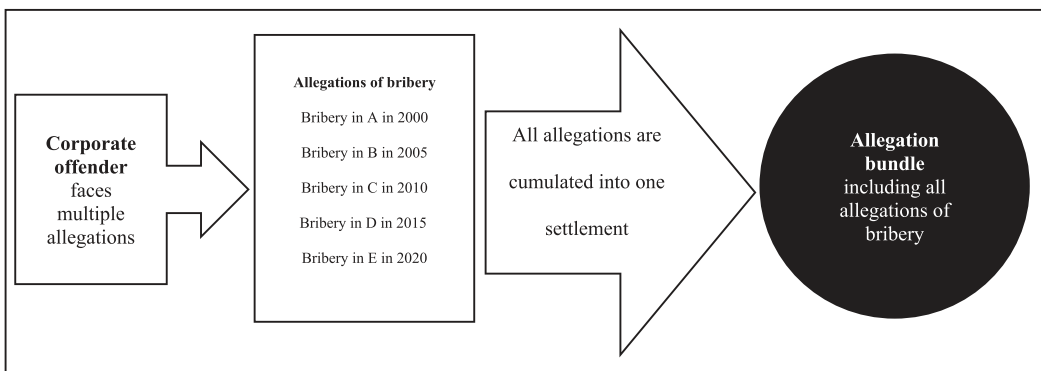 Corporate
offender
faces
multiple
allegations
Allegations of bribery
Bribery in A in 2000
Bribery in B in 2005
Bribery in C in 2010
Bribery in D in 2015
Bribery in E in 2020
All allegations are
cumulated into one
settlement
Allegation
bundle
including all
allegations of
bribery